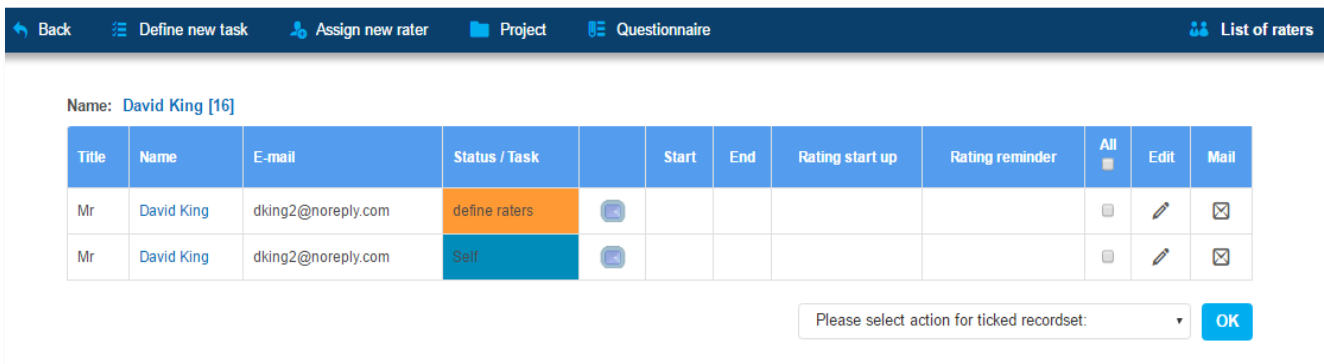 Back Define new task Assign new rater Project Questionnaire List of raters
Name: David King [16]
Title Name E-mail Status / Task Start End Rating start up Rating reminder All Edit Mail
Mr David King dking2@noreply.com define raters
Mr David King dking2@noreply.com Self
Please select action for ticked recordset: OK